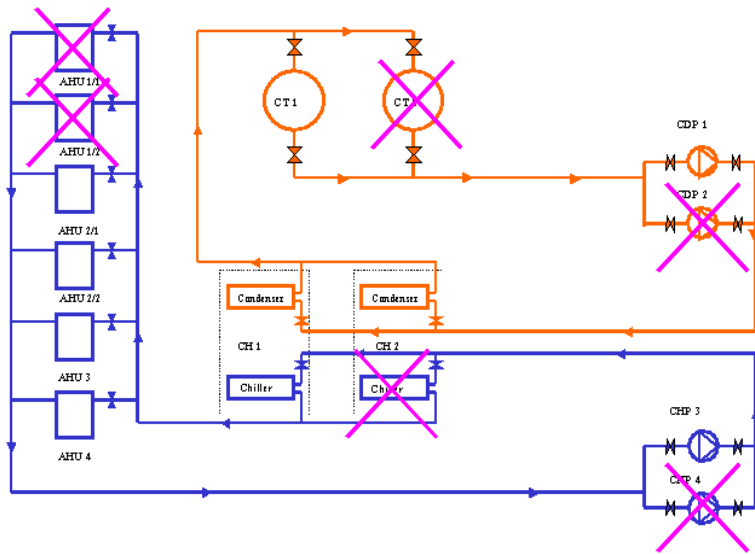 AHU 1/1
AHU 1/2
AHU 2/1
AHU 2/2
AHU 3
AHU 4
CT 1
CT
CDP 1
CDP 2
Condenser
Condenser
CH 1
CH 2
Chiller
Chiller
CHP 3
CHP 4